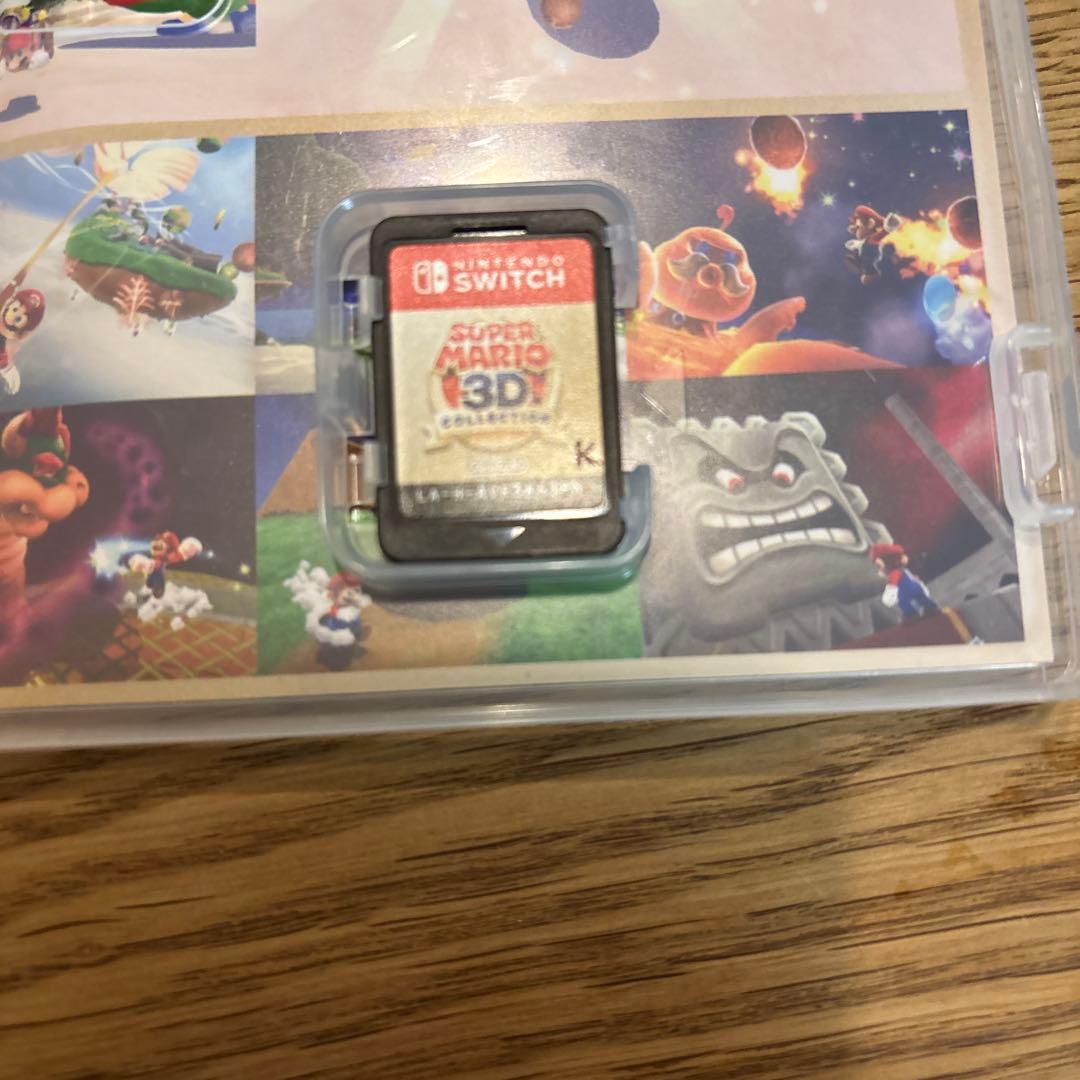 NINTENDO
SWITCH
SUPER
MARIO
3D
COLLECTION
K